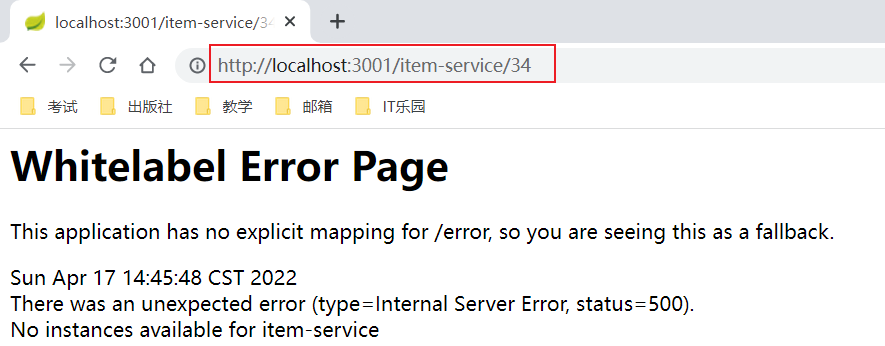 localhost:3001/item-service/34
http://localhost:3001/item-service/34
考试 出版社 教学 邮箱 IT乐园
Whitelabel Error Page
This application has no explicit mapping for /error, so you are seeing this as a fallback.
Sun Apr 17 14:45:48 CST 2022
There was an unexpected error (type=Internal Server Error, status=500).
No instances available for item-service